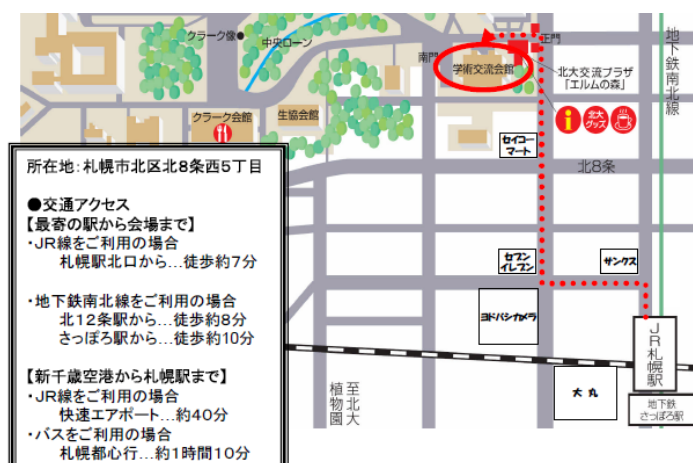 クラーク像●
中央ローン
正門
地下鉄南北線
南門
学術交流会館
北大交流プラザ
「エルムの森」
クラーク会館
生協会館
i
北大
グッズ
セイコー
マート
北8条
所在地：札幌市北区北8条西5丁目
●交通アクセス
【最寄の駅から会場まで】
・JR線をご利用の場合
札幌駅北口から…徒歩約7分
・地下鉄南北線をご利用の場合
北12条駅から…徒歩約8分
さっぽろ駅から…徒歩約10分
【新千歳空港から札幌駅まで】
・JR線をご利用の場合
快速エアポート…約40分
・バスをご利用の場合
札幌都心行…約1時間10分
セブン
イレブン
サンクス
ヨドバシカメラ
JR札幌駅
大丸
至北大
植物園
地下鉄
さっぽろ駅